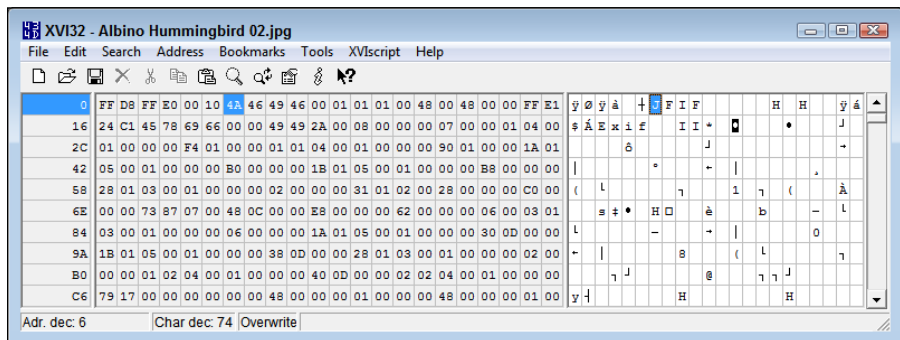 XVI32 - Albino Hummingbird 02.jpg
File Edit Search Address Bookmarks Tools XVIscript Help
0 FF D8 FF E0 00 10 4A 46 49 46 00 01 01 01 00 48 00 48 00 00 FF E1 ÿ Ø ÿ à ┼ J F I F H H ÿ á
16 24 C1 45 78 69 66 00 00 49 49 2A 00 08 00 00 00 07 00 00 01 04 00 $ Á E x i f I I * ◘ • ┘
2C 01 00 00 00 F4 01 00 00 01 01 04 00 01 00 00 00 90 01 00 00 1A 01 ô ┘ →
42 05 00 01 00 00 00 B0 00 00 00 1B 01 05 00 01 00 00 00 B8 00 00 00 | ° ← | ¸
58 28 01 03 00 01 00 00 00 02 00 00 00 31 01 02 00 28 00 00 00 C0 00 ( └ ┐ 1 ┐ ( À
6E 00 00 73 87 07 00 48 0C 00 00 E8 00 00 00 62 00 00 00 06 00 03 01 s ‡ • H □ è b – └
84 03 00 01 00 00 00 06 00 00 00 1A 01 05 00 01 00 00 00 30 0D 00 00 └ – → | 0
9A 1B 01 05 00 01 00 00 00 38 0D 00 00 28 01 03 00 01 00 00 00 02 00 ← | 8 ( └ ┐
B0 00 00 01 02 04 00 01 00 00 00 40 0D 00 00 02 02 04 00 01 00 00 00 ┐ ┘ @ ┐ ┐ ┘
C6 79 17 00 00 00 00 00 00 48 00 00 00 01 00 00 00 48 00 00 00 01 00 y ┤ H H
Adr. dec: 6 Char dec: 74 Overwrite